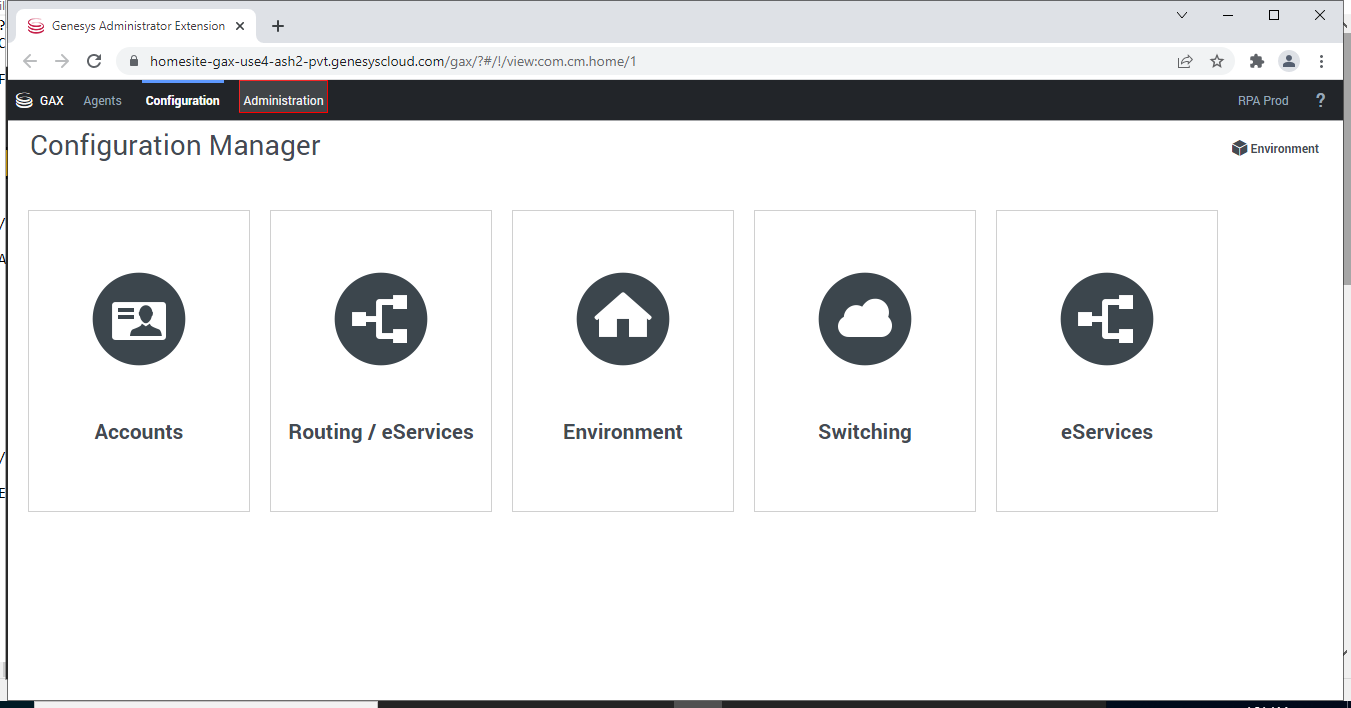 Genesys Administrator Extension
homesite-gax-use4-ash2-pvt.genesyscloud.com/gax/?#/!/view:com.cm.home/1
GAX Agents Configuration Administration RPA Prod ?
Configuration Manager
Environment
Accounts
Routing / eServices
Environment
Switching
eServices